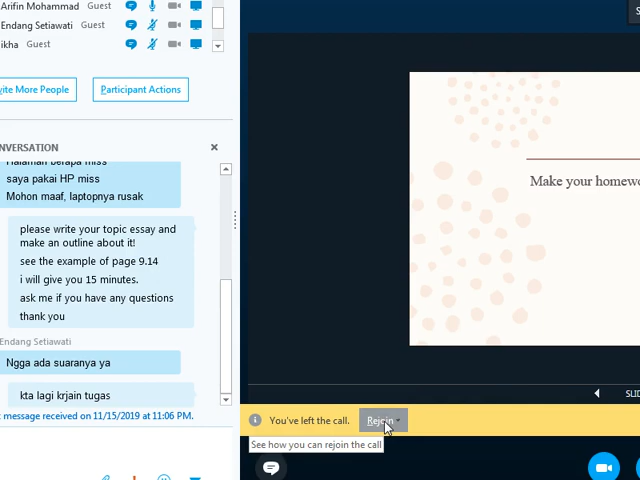 Arifin Mohammad Guest
Endang Setiawati Guest
ikha Guest
vite More People
Participant Actions
NVERSATION
Halaman berapa miss
saya pakai HP miss
Mohon maaf, laptopnya rusak
please write your topic essay and
make an outline about it!
see the example of page 9.14
i will give you 15 minutes.
ask me if you have any questions
thank you
Endang Setiawati
Ngga ada suaranya ya
kta lagi krjain tugas
t message received on 11/15/2019 at 11:06 PM.
S
Make your homewo
SLID
You've left the call.
Rejoin
See how you can rejoin the call